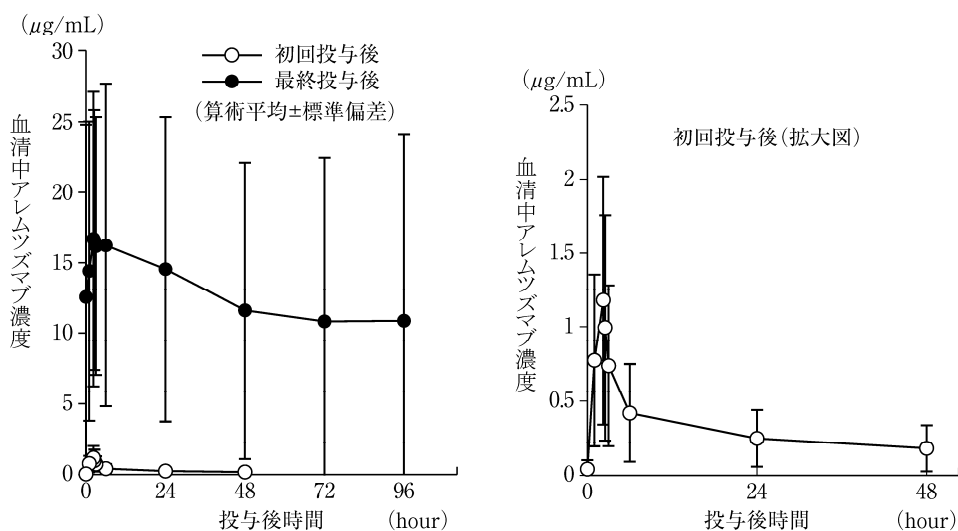 (μg/mL)
30
25
20
15
10
5
0
血清中アレムツズマブ濃度
初回投与後
最終投与後
(算術平均±標準偏差)
0 24 48 72 96
投与後時間 (hour)
(μg/mL)
2.5
2
1.5
1
0.5
0
血清中アレムツズマブ濃度
初回投与後(拡大図)
0 24 48
投与後時間 (hour)